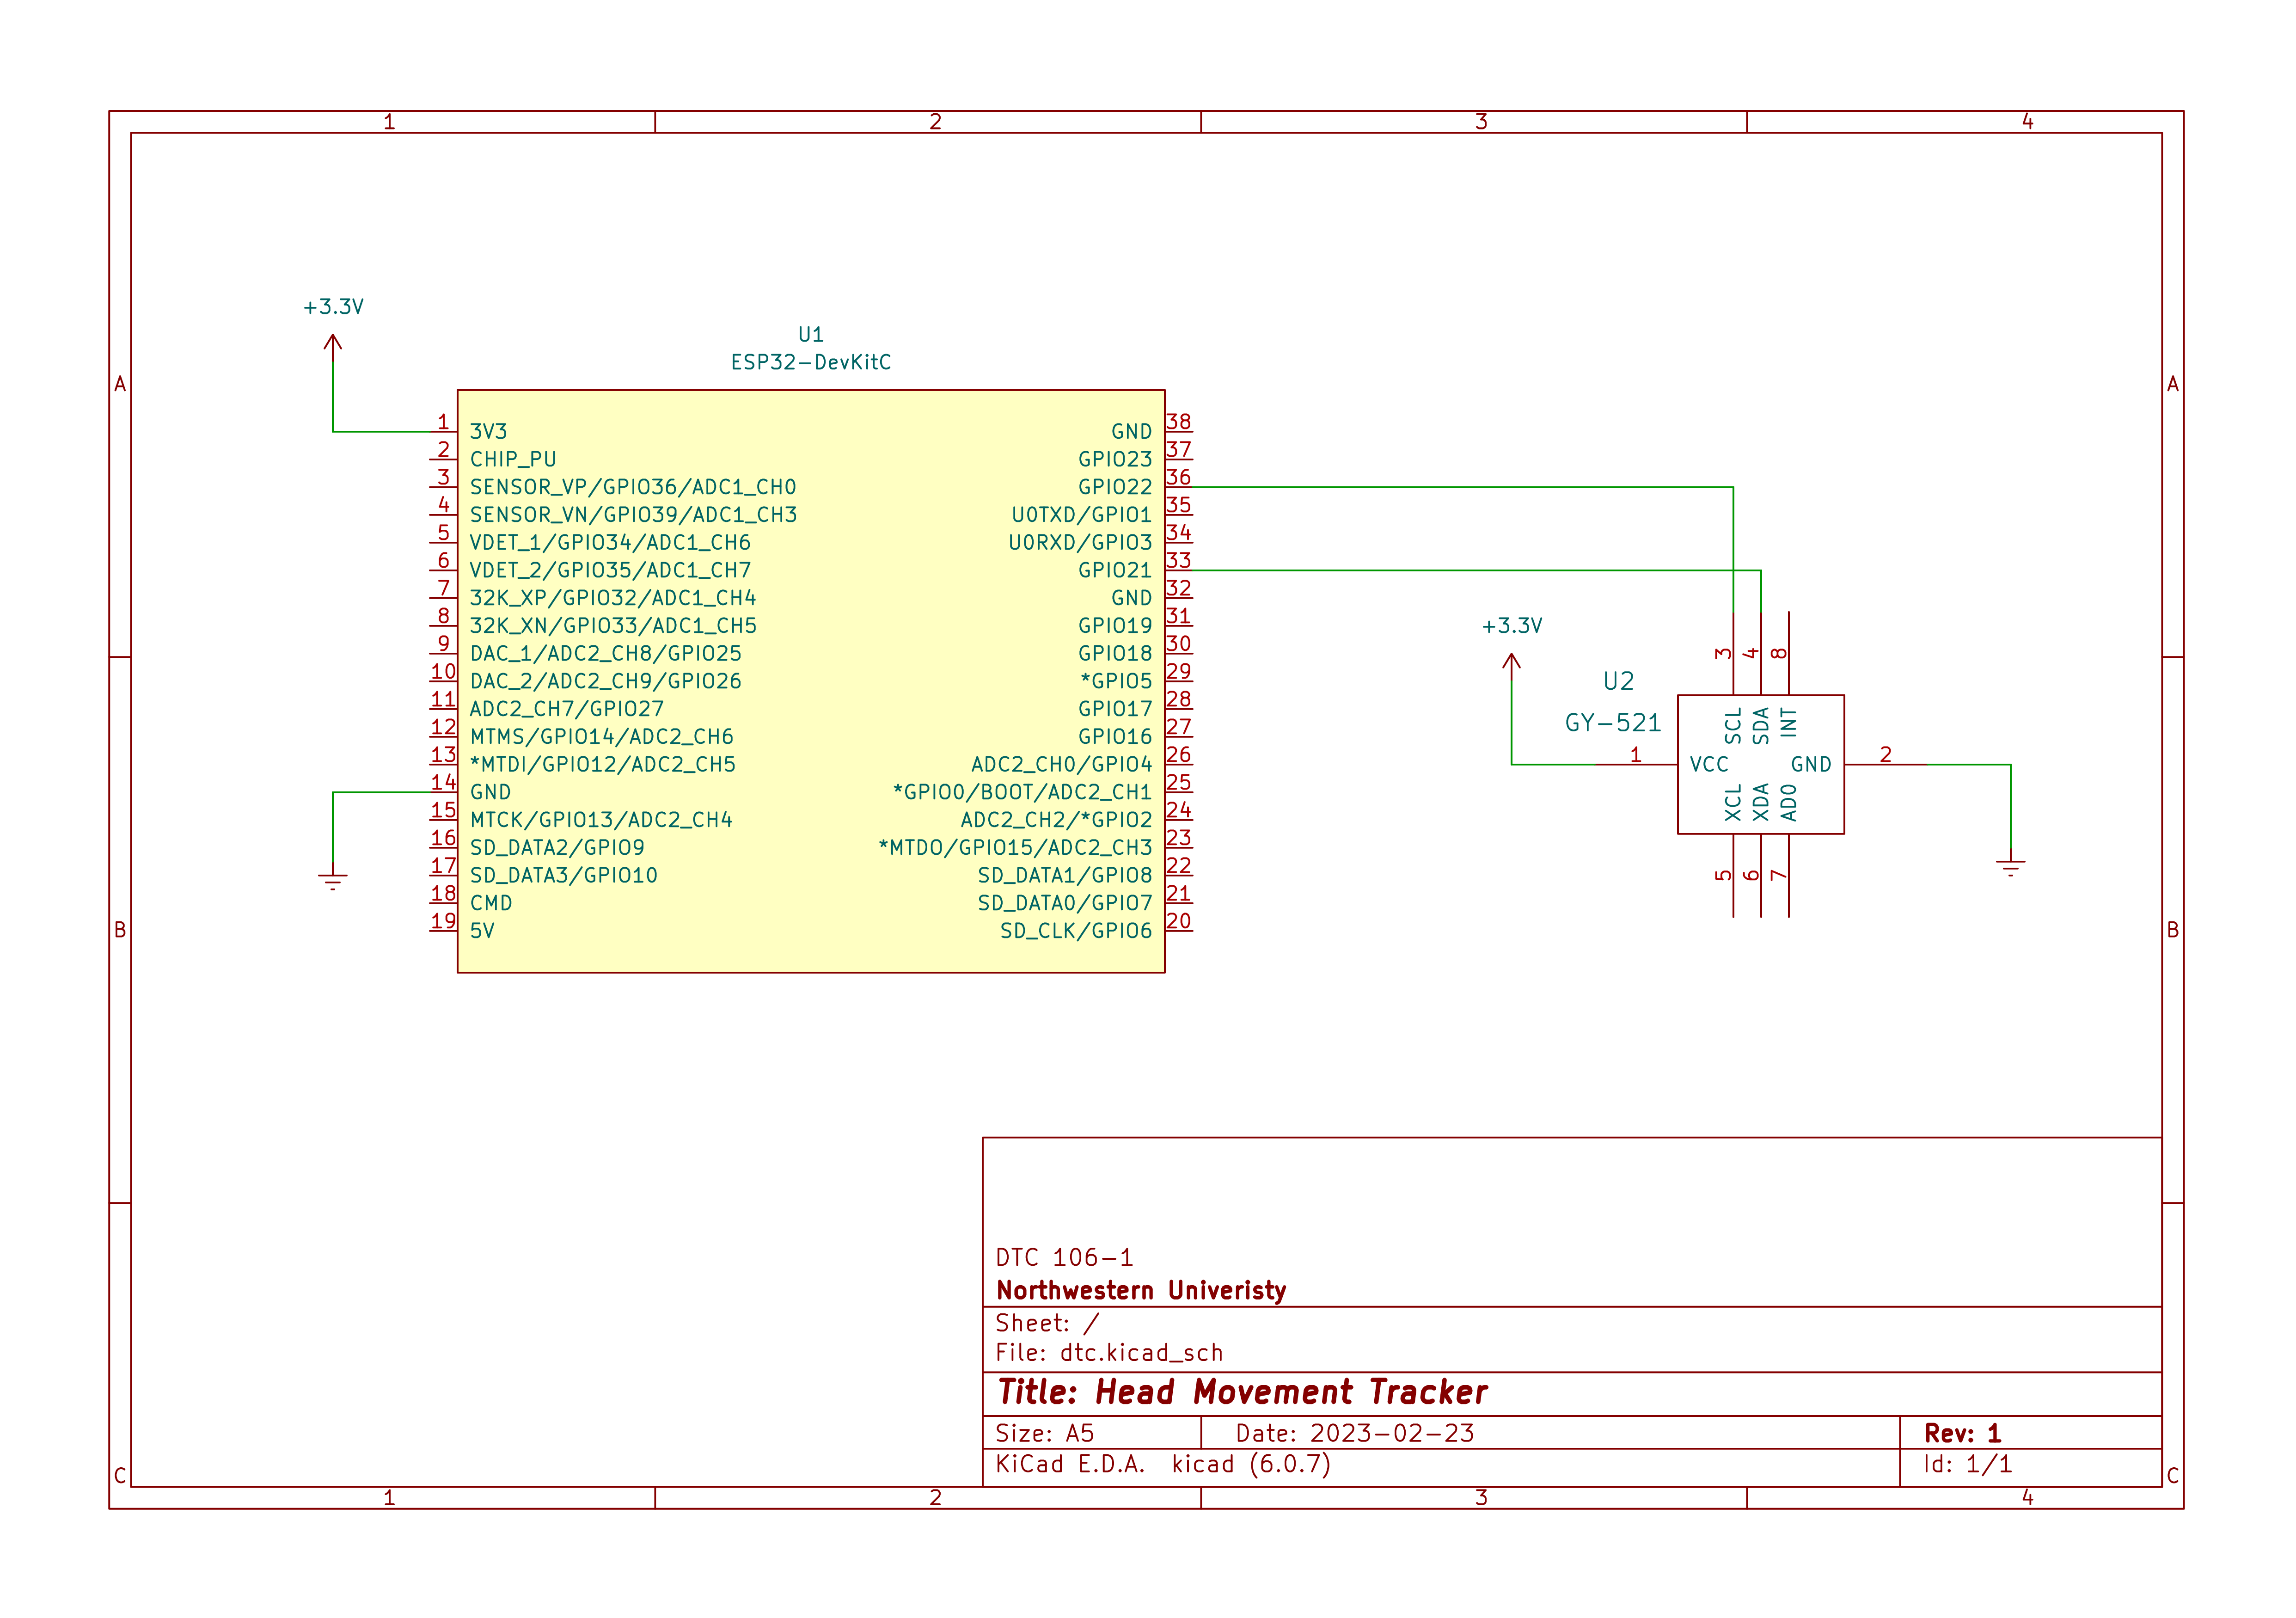 1 2 3 4
A A
B B
C C
+3.3V
U1
ESP32-DevKitC
1 3V3
2 CHIP_PU
3 SENSOR_VP/GPIO36/ADC1_CH0
4 SENSOR_VN/GPIO39/ADC1_CH3
5 VDET_1/GPIO34/ADC1_CH6
6 VDET_2/GPIO35/ADC1_CH7
7 32K_XP/GPIO32/ADC1_CH4
8 32K_XN/GPIO33/ADC1_CH5
9 DAC_1/ADC2_CH8/GPIO25
10 DAC_2/ADC2_CH9/GPIO26
11 ADC2_CH7/GPIO27
12 MTMS/GPIO14/ADC2_CH6
13 *MTDI/GPIO12/ADC2_CH5
14 GND
15 MTCK/GPIO13/ADC2_CH4
16 SD_DATA2/GPIO9
17 SD_DATA3/GPIO10
18 CMD
19 5V
GND 38
GPIO23 37
GPIO22 36
U0TXD/GPIO1 35
U0RXD/GPIO3 34
GPIO21 33
GND 32
GPIO19 31
GPIO18 30
*GPIO5 29
GPIO17 28
GPIO16 27
ADC2_CH0/GPIO4 26
*GPIO0/BOOT/ADC2_CH1 25
ADC2_CH2/*GPIO2 24
*MTDO/GPIO15/ADC2_CH3 23
SD_DATA1/GPIO8 22
SD_DATA0/GPIO7 21
SD_CLK/GPIO6 20
+3.3V
U2
GY-521
3 SCL
4 SDA
8 INT
1 VCC
GND 2
XCL 5
XDA 6
AD0 7
DTC 106-1
Northwestern Univeristy
Sheet: /
File: dtc.kicad_sch
Title: Head Movement Tracker
Size: A5
Date: 2023-02-23
Rev: 1
KiCad E.D.A. kicad (6.0.7)
Id: 1/1
1 2 3 4